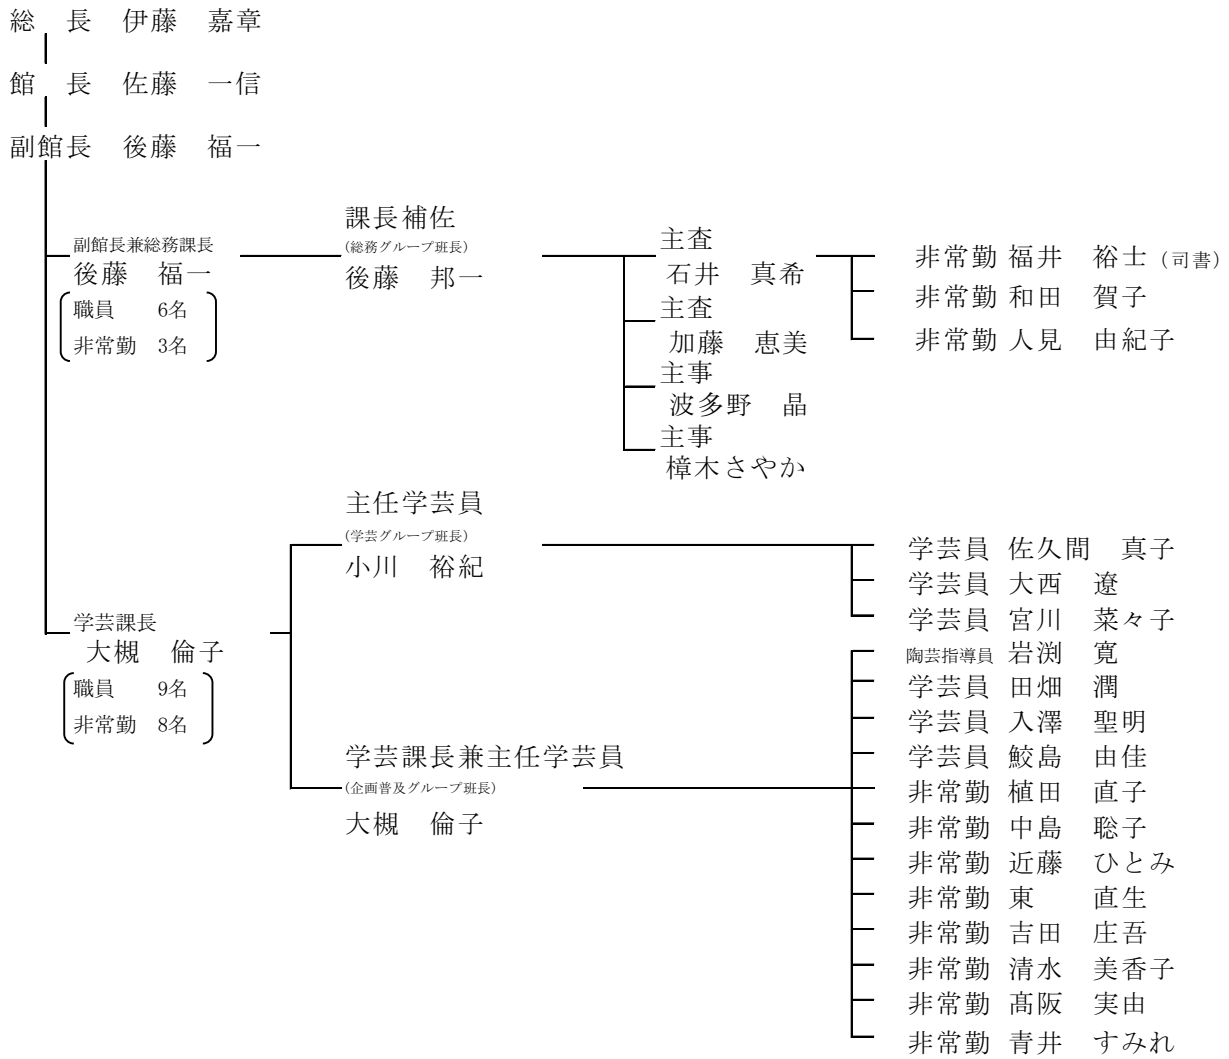 総　長　伊藤　嘉章
館　長　佐藤　一信
副館長　後藤　福一
副館長兼総務課長
後藤　福一
職員　6名
非常勤　3名
課長補佐
(総務グループ班長)
後藤　邦一
主査
石井　真希
主査
加藤　恵美
主事
波多野　晶
主事
樟木さやか
非常勤 福井　裕士 (司書)
非常勤 和田　賀子
非常勤 人見　由紀子
学芸課長
大槻　倫子
職員　9名
非常勤　8名
主任学芸員
(学芸グループ班長)
小川　裕紀
学芸員 佐久間　真子
学芸員 大西　遼
学芸員 宮川　菜々子
学芸課長兼主任学芸員
(企画普及グループ班長)
大槻　倫子
陶芸指導員 岩渕　寛
学芸員 田畑　潤
学芸員 入澤　聖明
学芸員 鮫島　由佳
非常勤 植田　直子
非常勤 中島　聡子
非常勤 近藤　ひとみ
非常勤 東　　直生
非常勤 吉田　庄吾
非常勤 清水　美香子
非常勤 髙阪　実由
非常勤 青井　すみれ